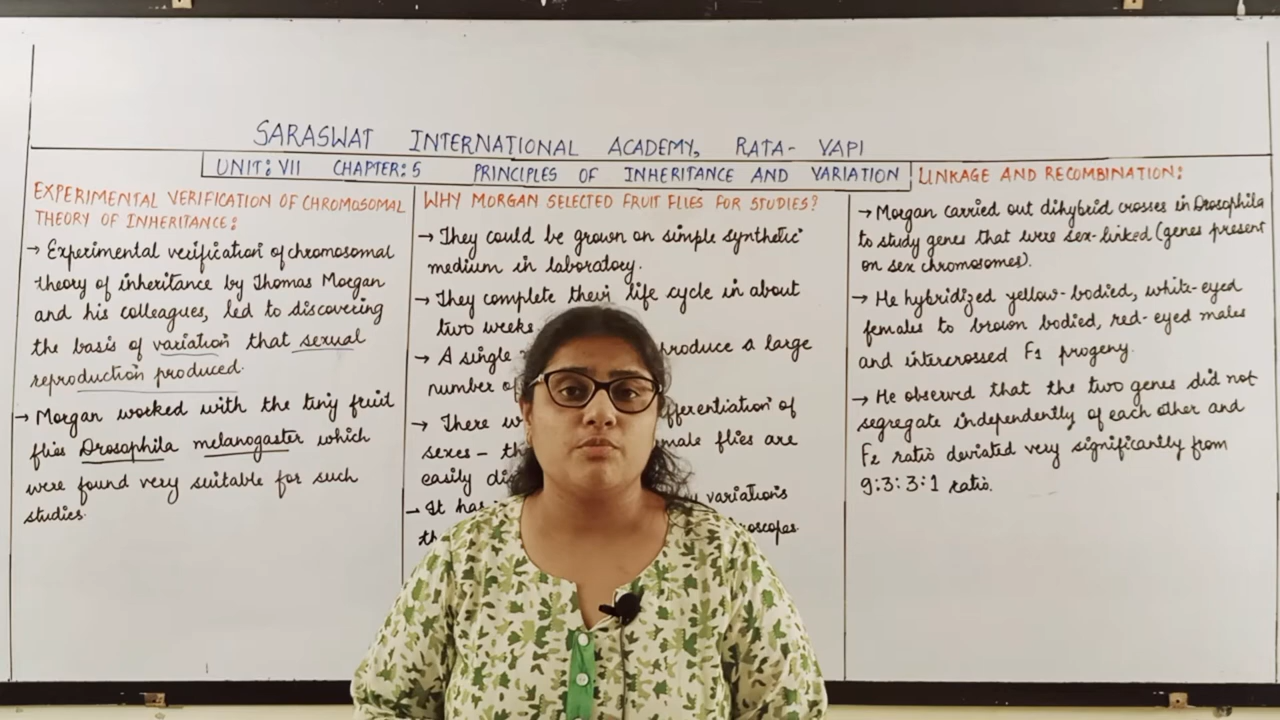 SARASWAT INTERNATIONAL ACADEMY, RATA- VAPI
UNIT: VII CHAPTER: 5 PRINCIPLES OF INHERITANCE AND VARIATION
EXPERIMENTAL VERIFICATION OF CHROMOSOMAL
THEORY OF INHERITANCE:
→ Experimental verification of chromosomal
theory of inheritance by Thomas Morgan
and his colleagues, led to discovering
the basis of variation that sexual
reproduction produced.
→ Morgan worked with the tiny fruid
flies Drosophila melanogaster which
were found very suitable for such
studies.
WHY MORGAN SELECTED FRUIT FLIES FOR STUDIES?
→ They could be grown on simple synthetic
medium in laboratory.
→ They complete their life cycle in about
two weeks.
→ A single produce a large
number of
→ There fferentiation of
sexes - male flies are
easily
→ It has variations
oscopes.
LINKAGE AND RECOMBINATION:
→ Morgan carried out dihybrid crosses in Drosophila
to study genes that were sex-linked (genes present
on sex chromosomes).
→ He hybridized yellow-bodied, white-eyed
females to brown bodied, red-eyed males
and intercrossed F1 progeny.
→ He observed that the two genes did not
segregate independently of each other and
F2 ratio deviated very significantly from
9:3:3:1 ratio.